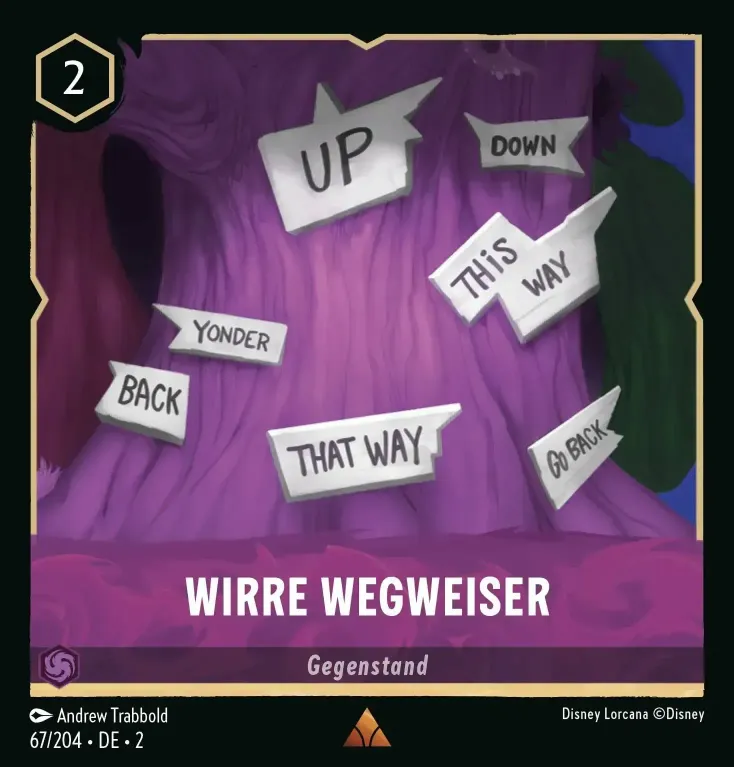 2
UP
DOWN
THIS
WAY
YONDER
BACK
THAT WAY
GO BACK
WIRRE WEGWEISER
Gegenstand
Andrew Trabbold
Disney Lorcana ©Disney
67/204 • DE • 2